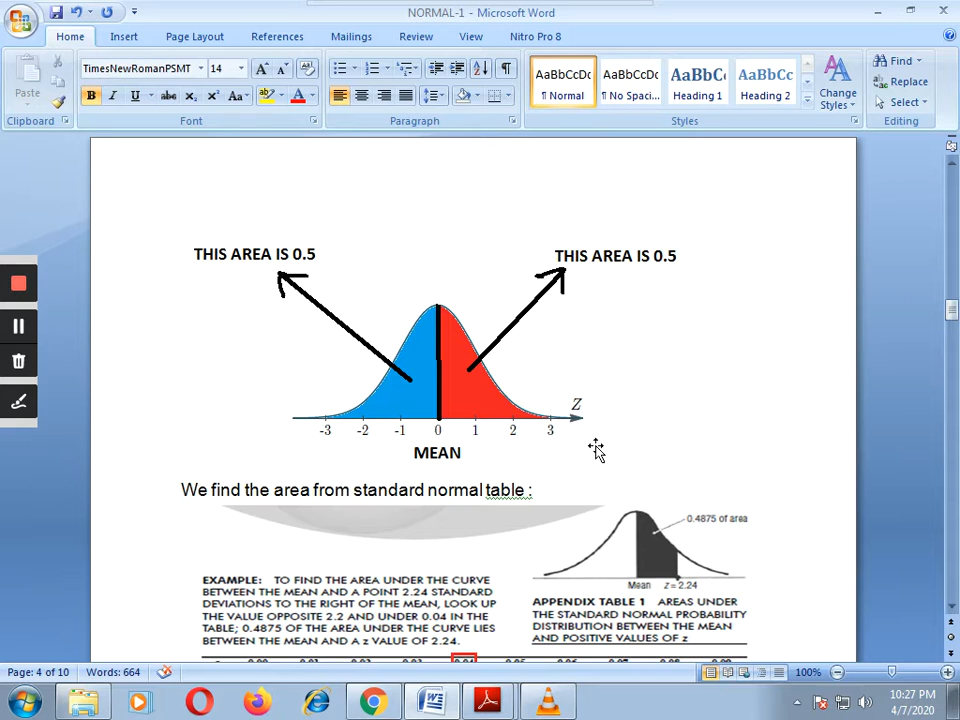 NORMAL-1 - Microsoft Word
Home Insert Page Layout References Mailings Review View Nitro Pro 8
Paste
TimesNewRomanPSMT 14
B I U abc X₂ X² Aa
AaBbCcDc AaBbCcDc AaBbC AaBbCc
¶ Normal ¶ No Spaci... Heading 1 Heading 2
Change Styles
Find
Replace
Select
Clipboard Font Paragraph Styles Editing
THIS AREA IS 0.5 THIS AREA IS 0.5
Z
-3 -2 -1 0 1 2 3
MEAN
We find the area from standard normal table :
0.4875 of area
Mean z = 2.24
EXAMPLE: TO FIND THE AREA UNDER THE CURVE
BETWEEN THE MEAN AND A POINT 2.24 STANDARD
DEVIATIONS TO THE RIGHT OF THE MEAN, LOOK UP
THE VALUE OPPOSITE 2.2 AND UNDER 0.04 IN THE
TABLE; 0.4875 OF THE AREA UNDER THE CURVE LIES
BETWEEN THE MEAN AND A z VALUE OF 2.24.
APPENDIX TABLE 1 AREAS UNDER
THE STANDARD NORMAL PROBABILITY
DISTRIBUTION BETWEEN THE MEAN
AND POSITIVE VALUES OF z
Page: 4 of 10 Words: 664 100%
10:27 PM
4/7/2020